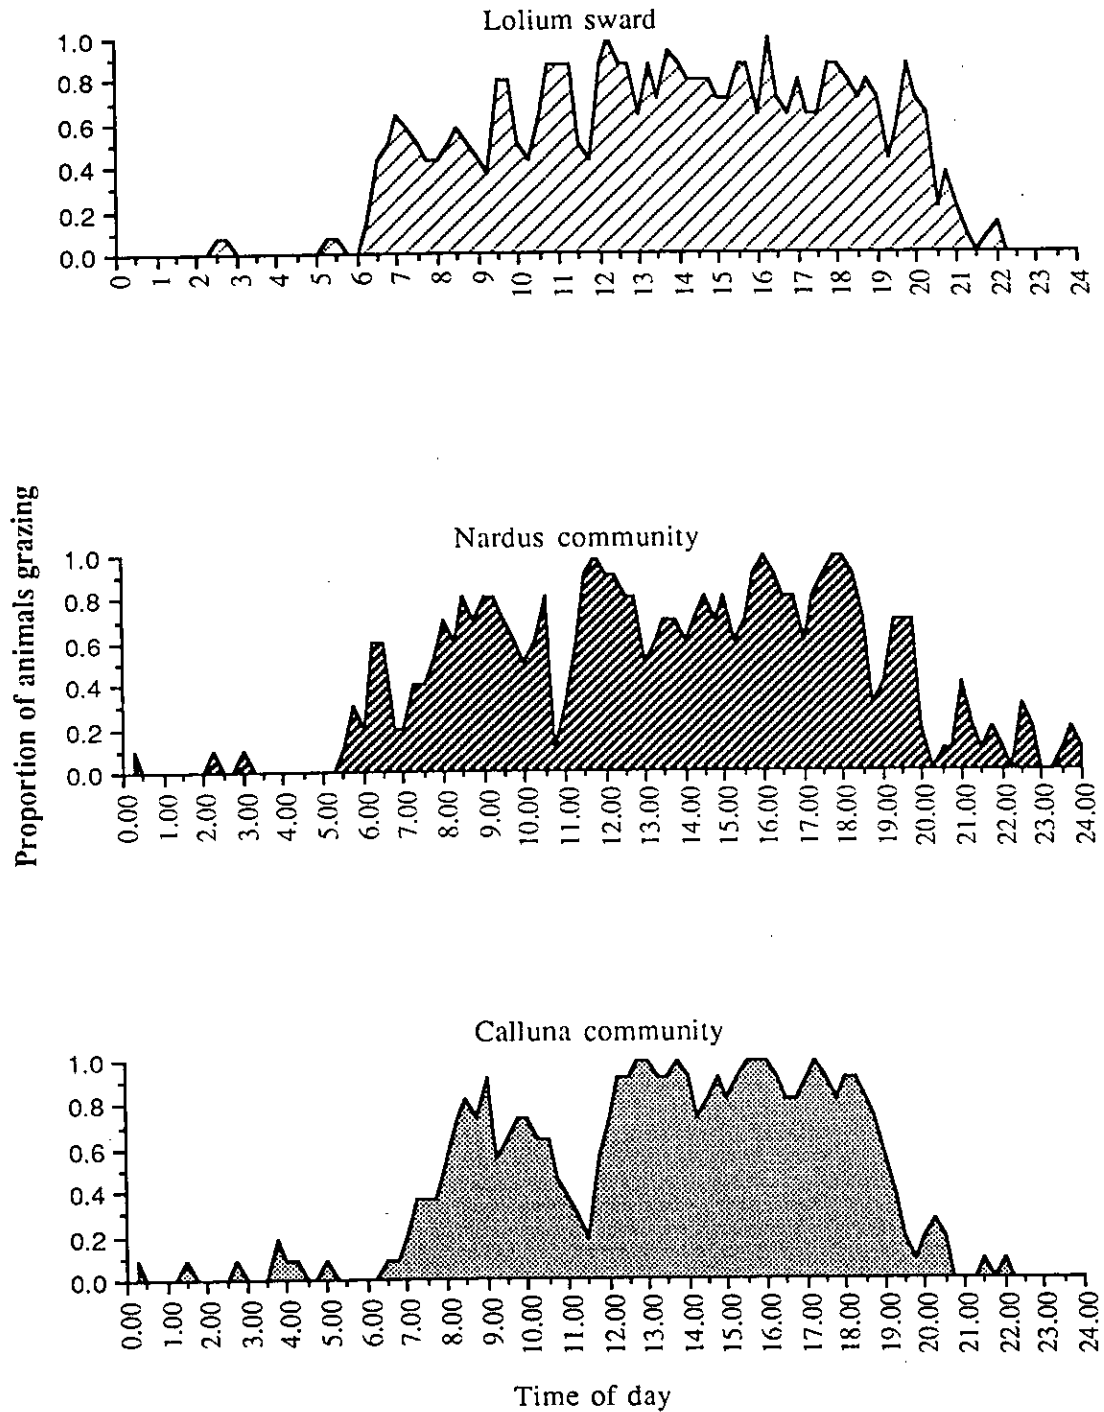 Lolium sward
1.0
0.8
0.6
0.4
0.2
0.0
0 1 2 3 4 5 6 7 8 9 10 11 12 13 14 15 16 17 18 19 20 21 22 23 24
Proportion of animals grazing
Nardus community
1.0
0.8
0.6
0.4
0.2
0.0
0.00 1.00 2.00 3.00 4.00 5.00 6.00 7.00 8.00 9.00 10.00 11.00 12.00 13.00 14.00 15.00 16.00 17.00 18.00 19.00 20.00 21.00 22.00 23.00 24.00
Calluna community
1.0
0.8
0.6
0.4
0.2
0.0
0.00 1.00 2.00 3.00 4.00 5.00 6.00 7.00 8.00 9.00 10.00 11.00 12.00 13.00 14.00 15.00 16.00 17.00 18.00 19.00 20.00 21.00 22.00 23.00 24.00
Time of day